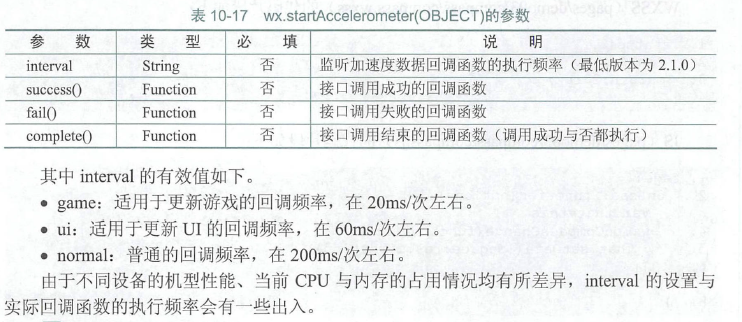 表 10-17 wx.startAccelerometer(OBJECT)的参数
参 数 类 型 必 填 说 明
interval String 否 监听加速度数据回调函数的执行频率（最低版本为 2.1.0）
success() Function 否 接口调用成功的回调函数
fail() Function 否 接口调用失败的回调函数
complete() Function 否 接口调用结束的回调函数（调用成功与否都执行）
其中 interval 的有效值如下。
• game：适用于更新游戏的回调频率，在 20ms/次左右。
• ui：适用于更新 UI 的回调频率，在 60ms/次左右。
• normal：普通的回调频率，在 200ms/次左右。
由于不同设备的机型性能、当前 CPU 与内存的占用情况均有所差异，interval 的设置与
实际回调函数的执行频率会有一些出入。